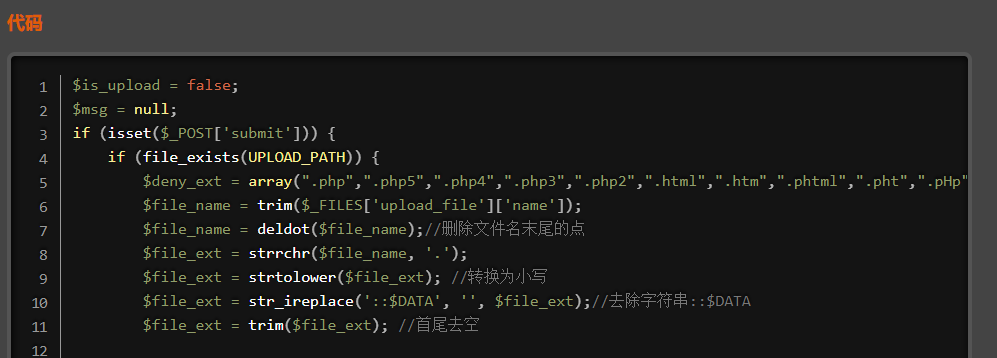 代码
1 $is_upload = false;
2 $msg = null;
3 if (isset($_POST['submit'])) {
4     if (file_exists(UPLOAD_PATH)) {
5         $deny_ext = array(".php",".php5",".php4",".php3",".php2",".html",".htm",".phtml",".pht",".pHp"
6         $file_name = trim($_FILES['upload_file']['name']);
7         $file_name = deldot($file_name);//删除文件名末尾的点
8         $file_ext = strrchr($file_name, '.');
9         $file_ext = strtolower($file_ext); //转换为小写
10         $file_ext = str_ireplace('::$DATA', '', $file_ext);//去除字符串::$DATA
11         $file_ext = trim($file_ext); //首尾去空
12